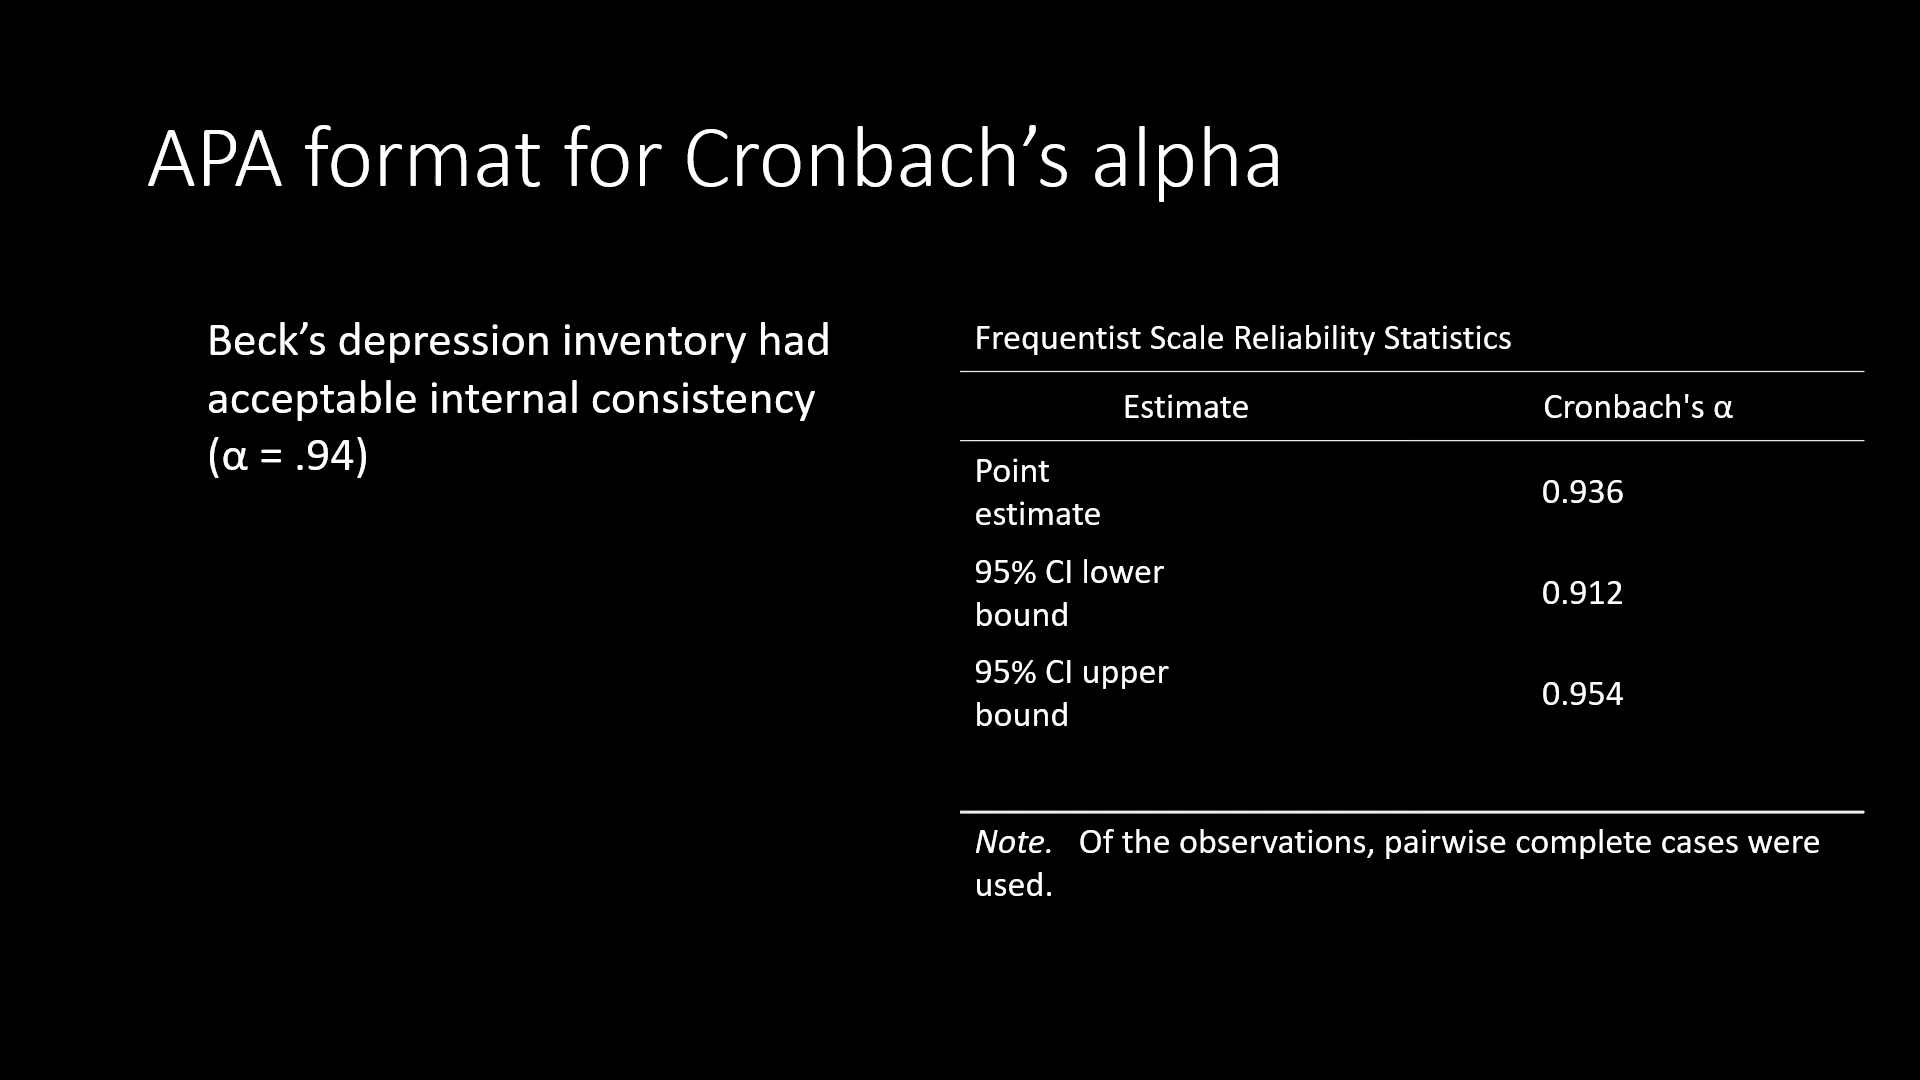 APA format for Cronbach’s alpha
Beck’s depression inventory had
acceptable internal consistency
(α = .94)
Frequentist Scale Reliability Statistics
Estimate Cronbach's α
Point
estimate
0.936
95% CI lower
bound
0.912
95% CI upper
bound
0.954
Note. Of the observations, pairwise complete cases were
used.